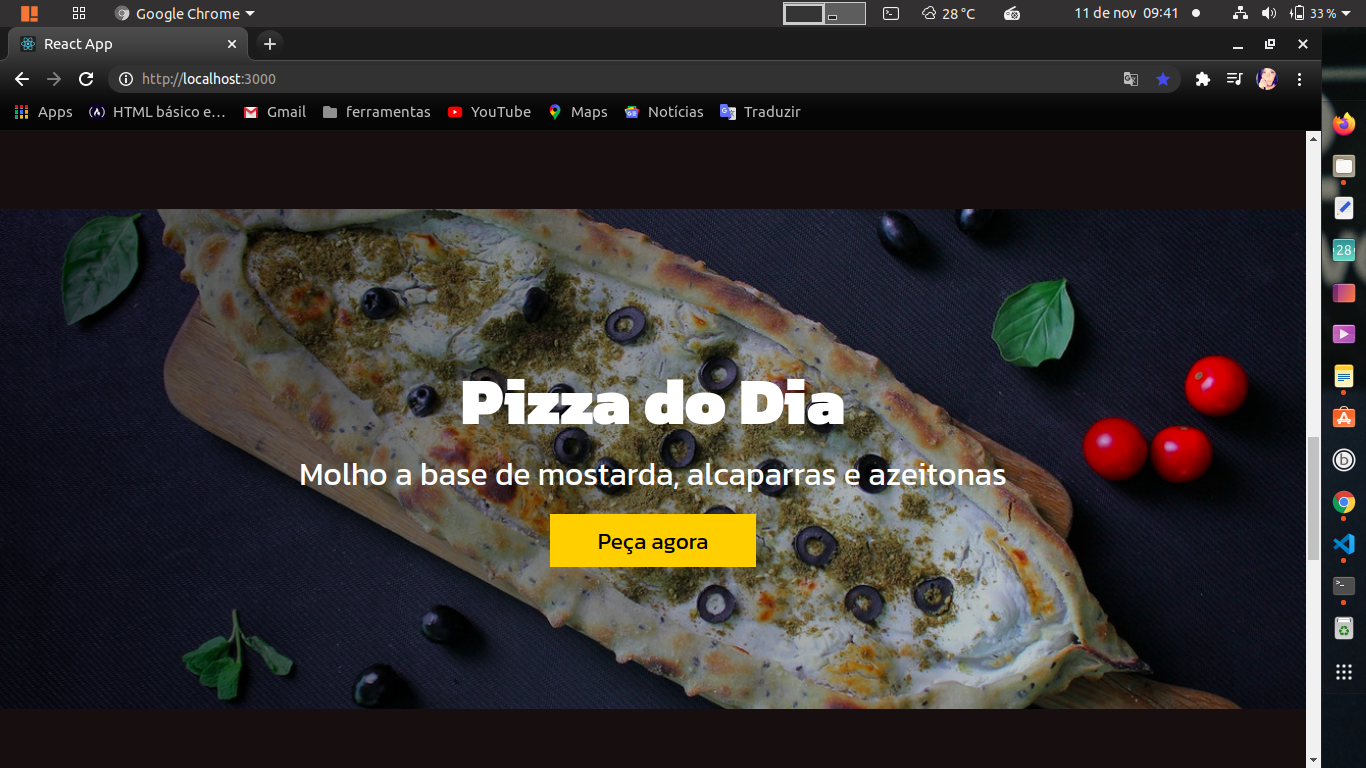 Google Chrome
28 °C
11 de nov 09:41
33 %
React App
http://localhost:3000
Apps
HTML básico e…
Gmail
ferramentas
YouTube
Maps
Notícias
Traduzir
28
Pizza do Dia
Molho a base de mostarda, alcaparras e azeitonas
Peça agora